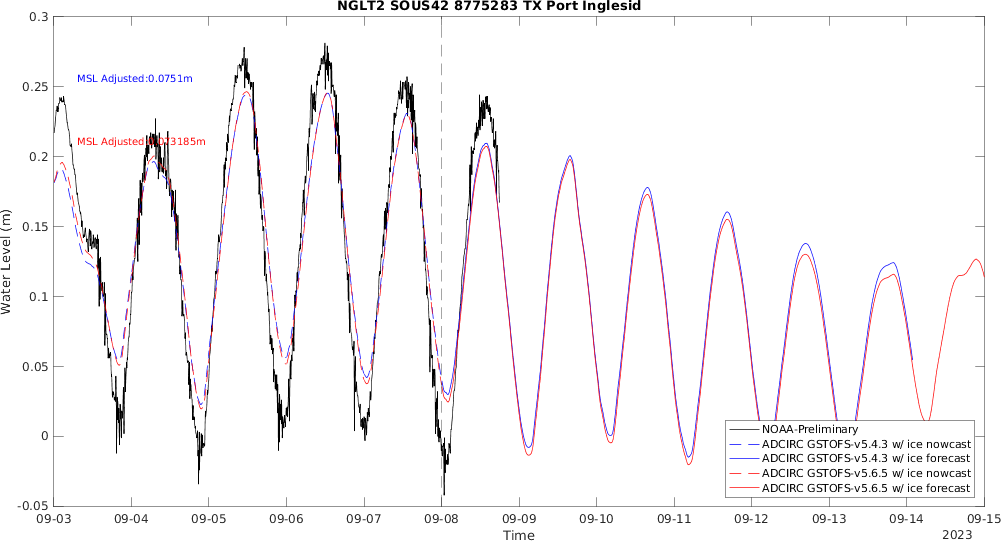 NGLT2 SOUS42 8775283 TX Port Inglesid
0.3
0.25
0.2
0.15
0.1
0.05
0
-0.05
Water Level (m)
MSL Adjusted:0.0751m
MSL Adjusted:0.073185m
NOAA-Preliminary
ADCIRC GSTOFS-v5.4.3 w/ ice nowcast
ADCIRC GSTOFS-v5.4.3 w/ ice forecast
ADCIRC GSTOFS-v5.6.5 w/ ice nowcast
ADCIRC GSTOFS-v5.6.5 w/ ice forecast
09-03 09-04 09-05 09-06 09-07 09-08 09-09 09-10 09-11 09-12 09-13 09-14 09-15
Time
2023